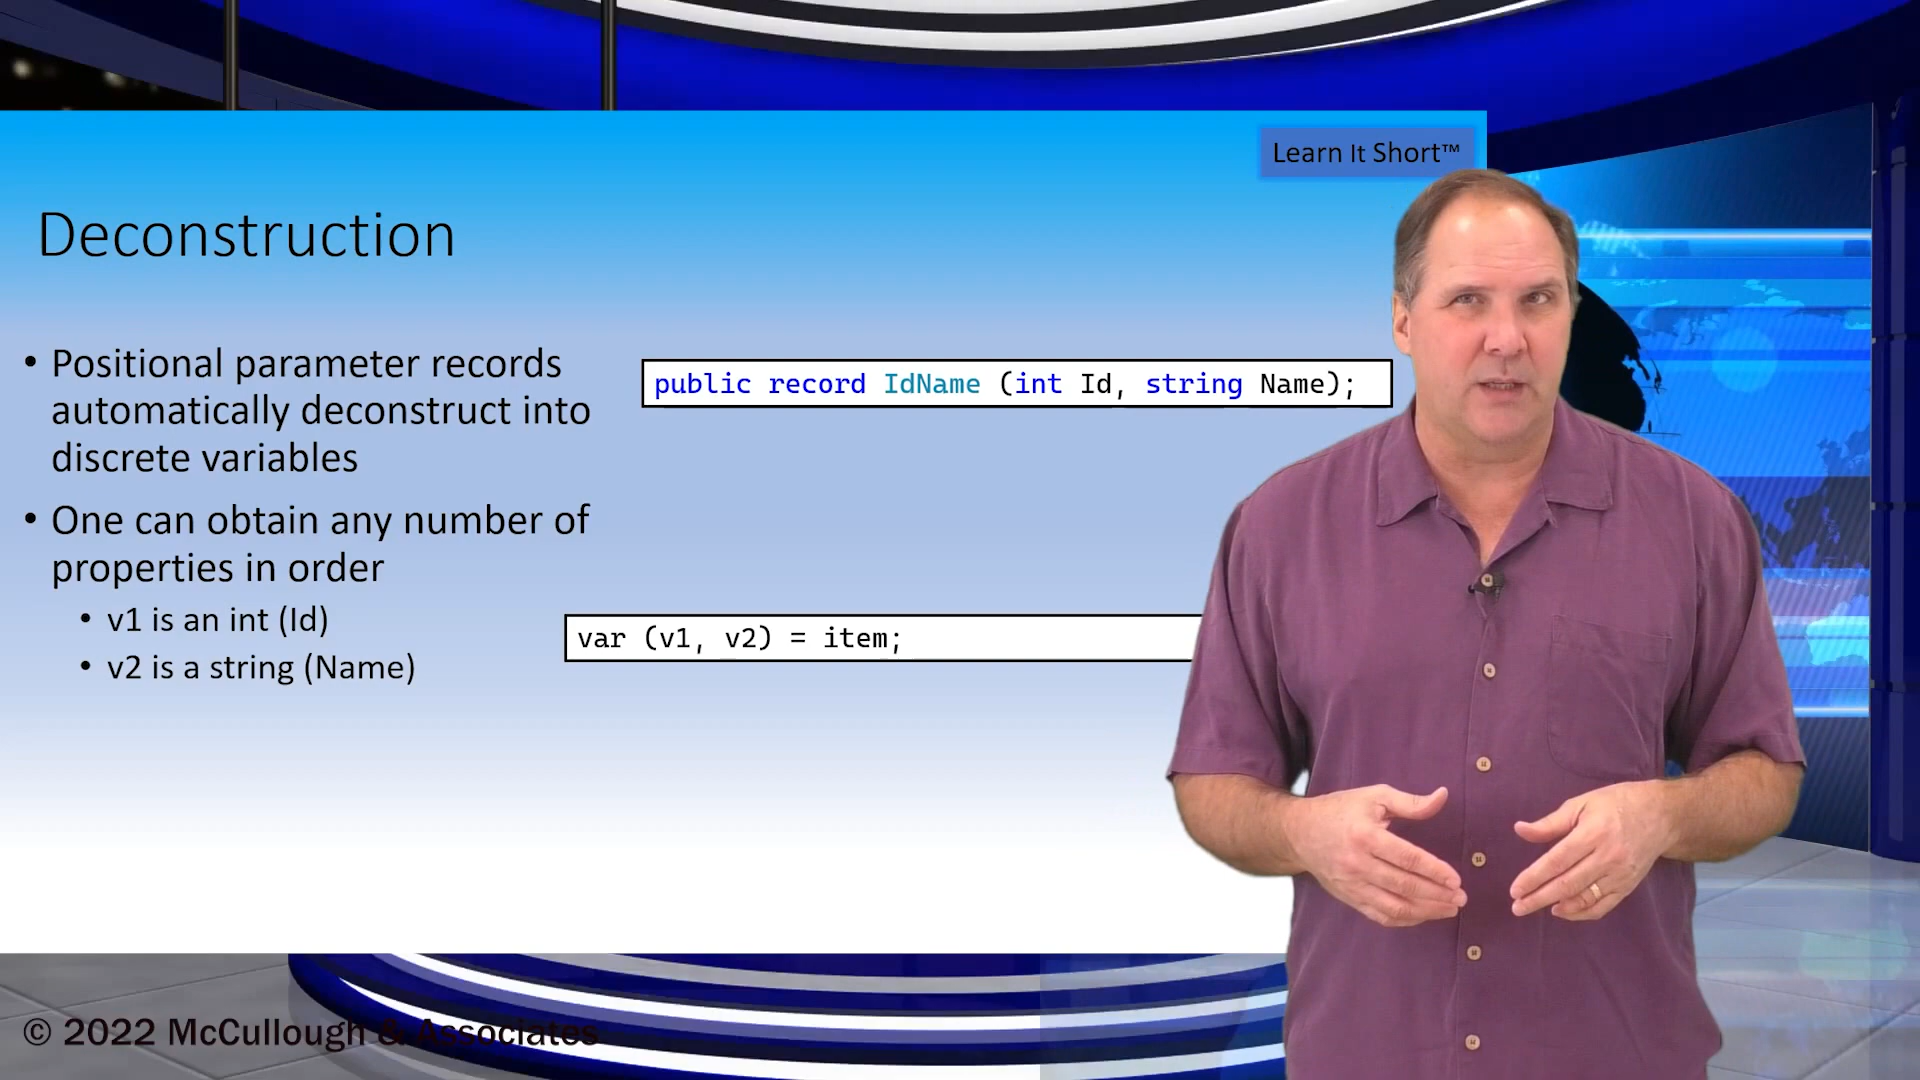 Learn It Short™
Deconstruction
• Positional parameter records
automatically deconstruct into
discrete variables
public record IdName (int Id, string Name);
• One can obtain any number of
properties in order
• v1 is an int (Id)
• v2 is a string (Name)
var (v1, v2) = item;
© 2022 McCullough & Associates